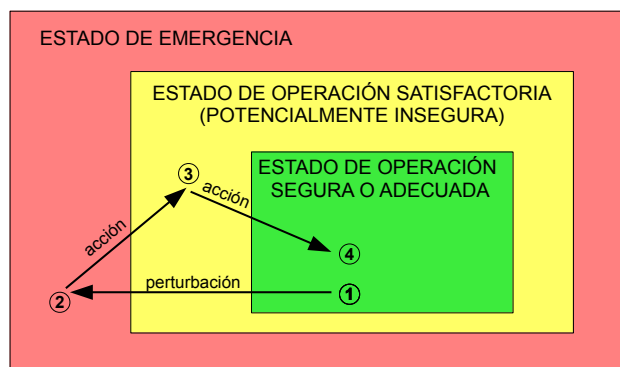 ESTADO DE EMERGENCIA
ESTADO DE OPERACIÓN SATISFACTORIA
(POTENCIALMENTE INSEGURA)
ESTADO DE OPERACIÓN
SEGURA O ADECUADA
3
acción
acción
4
perturbación
1
2